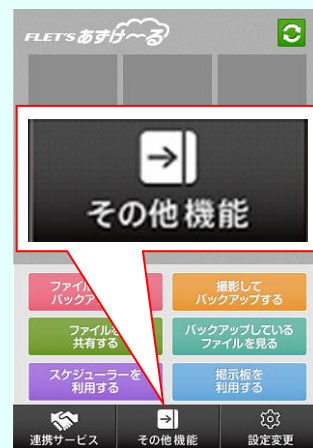 FLET'S あずけ〜る
その他機能
ファイル
バックア
撮影して
バックアップする
ファイルを
共有する
バックアップしている
ファイルを見る
スケジューラーを
利用する
掲示板を
利用する
連携サービス
その他機能
設定変更